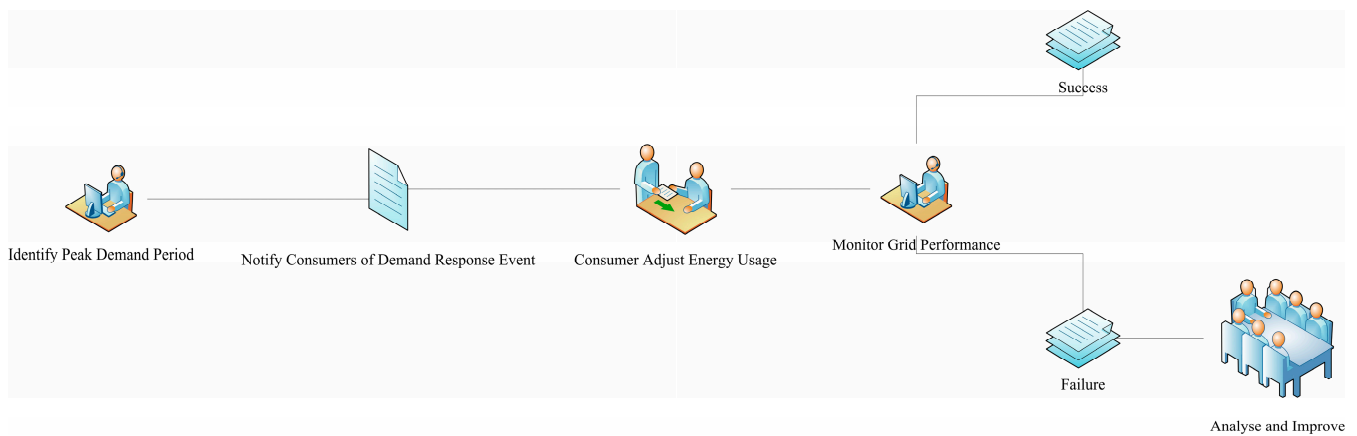 Success
Identify Peak Demand Period
Notify Consumers of Demand Response Event
Consumer Adjust Energy Usage
Monitor Grid Performance
Failure
Analyse and Improve